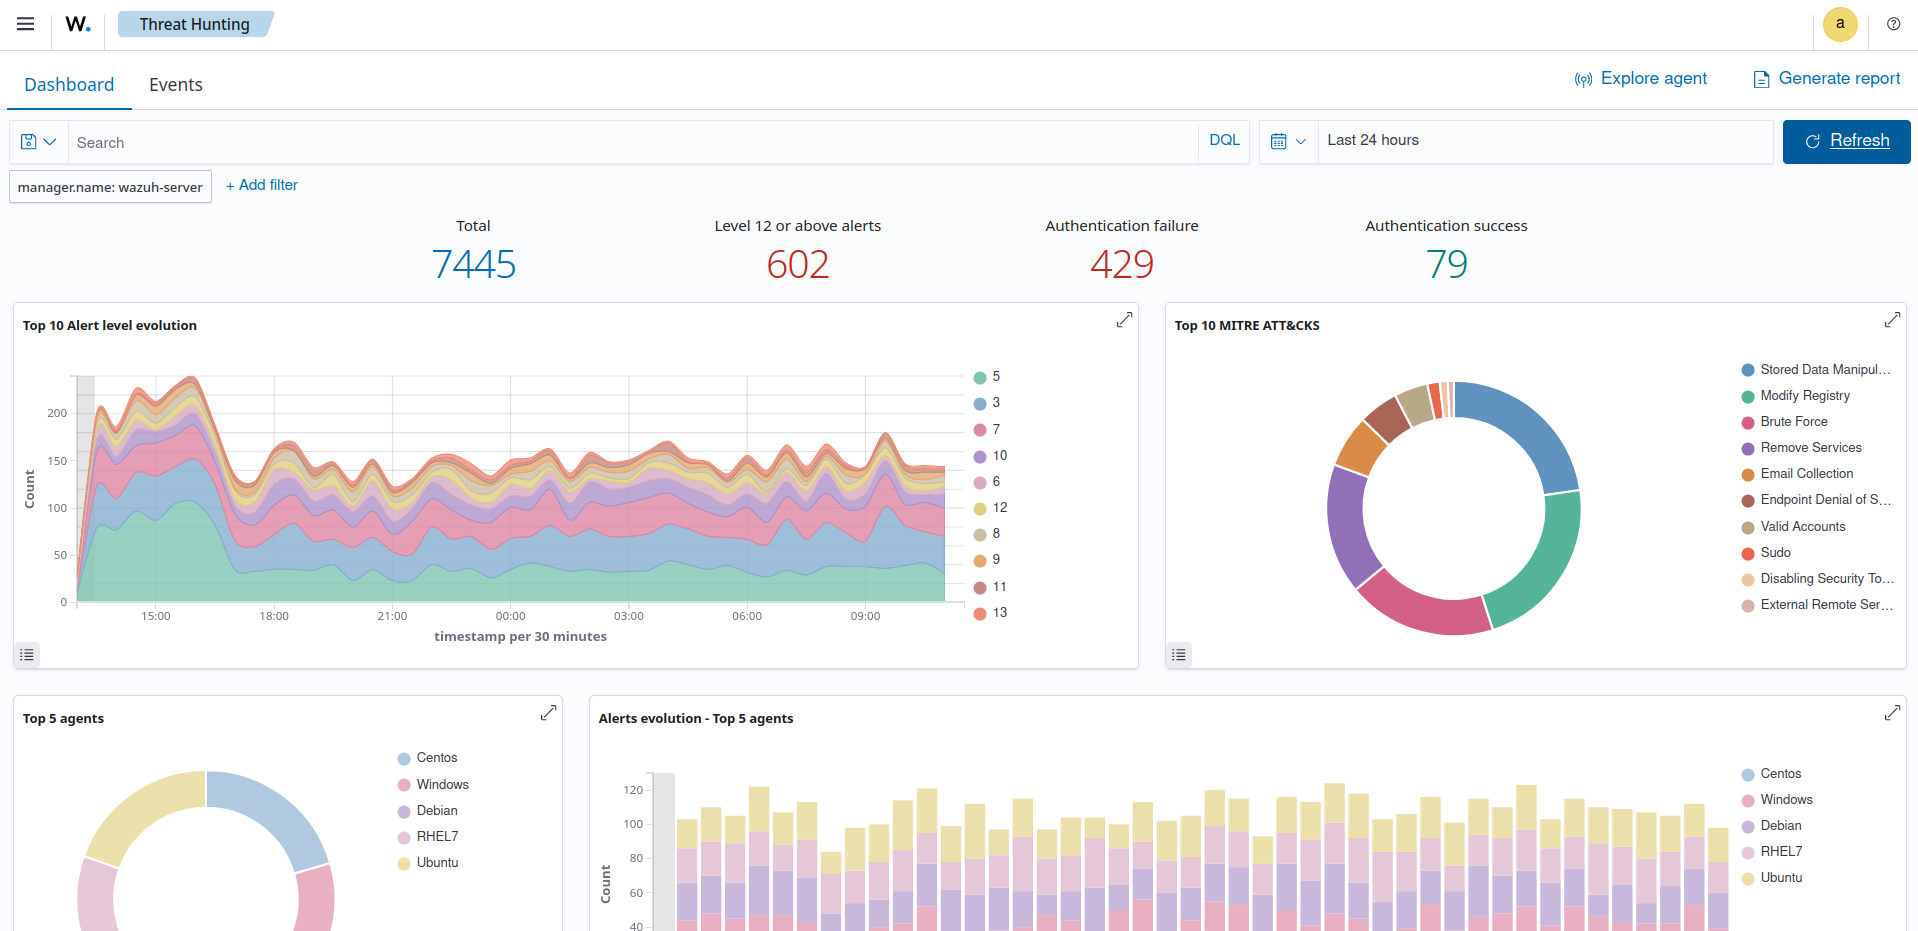 W. Threat Hunting a
Dashboard Events Explore agent Generate report
Search DQL Last 24 hours Refresh
manager.name: wazuh-server + Add filter
Total Level 12 or above alerts Authentication failure Authentication success
7445 602 429 79
Top 10 Alert level evolution
Count
200
150
100
50
0
15:00 18:00 21:00 00:00 03:00 06:00 09:00
timestamp per 30 minutes
5
3
7
10
6
12
8
9
11
13
Top 10 MITRE ATT&CKS
Stored Data Manipul...
Modify Registry
Brute Force
Remove Services
Email Collection
Endpoint Denial of S...
Valid Accounts
Sudo
Disabling Security To...
External Remote Ser...
Top 5 agents
Centos
Windows
Debian
RHEL7
Ubuntu
Alerts evolution - Top 5 agents
Count
120
100
80
60
40
Centos
Windows
Debian
RHEL7
Ubuntu